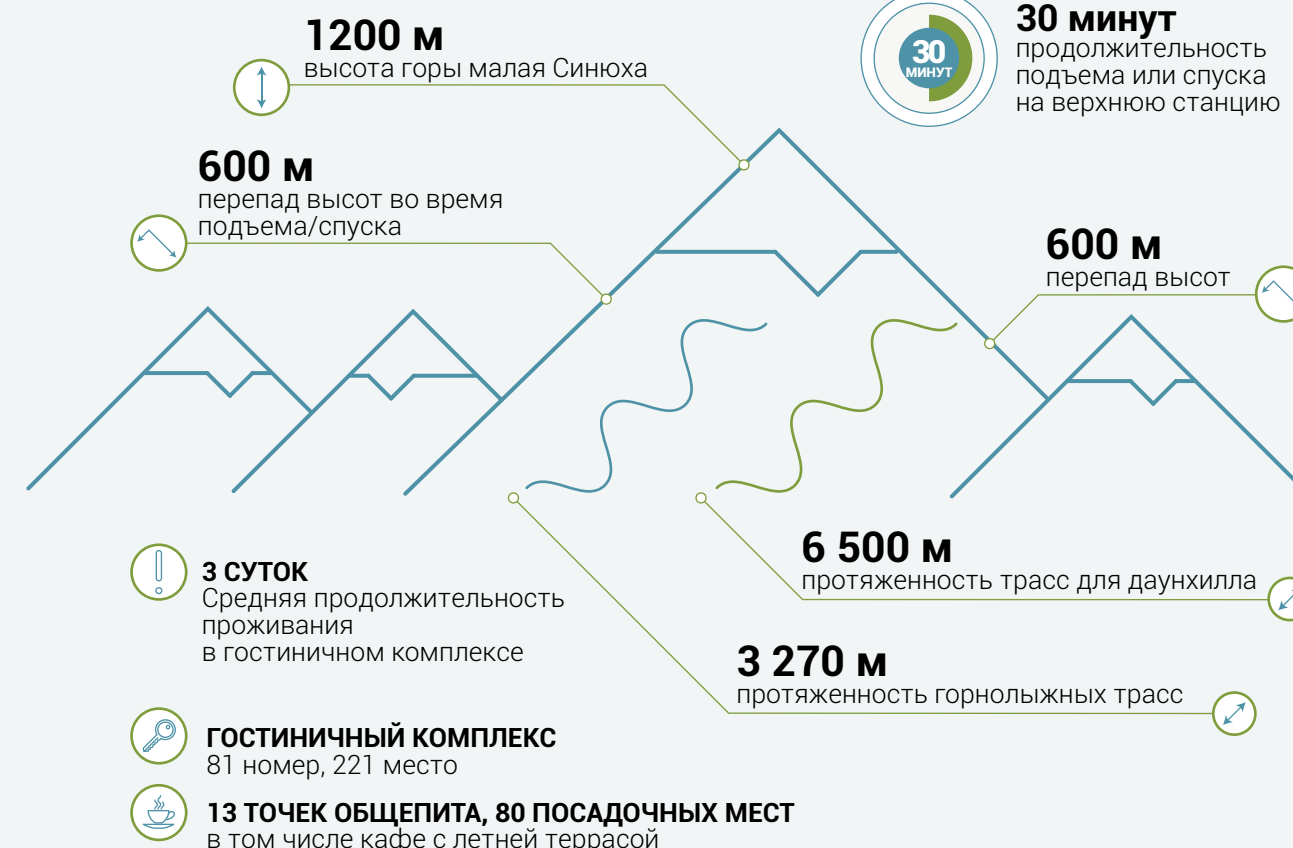 1200 м
высота горы малая Синюха
30
МИНУТ
30 минут
продолжительность
подъема или спуска
на верхнюю станцию
600 м
перепад высот во время
подъема/спуска
600 м
перепад высот
6 500 м
протяженность трасс для даунхилла
3 СУТОК
Средняя продолжительность
проживания
в гостиничном комплексе
3 270 м
протяженность горнолыжных трасс
ГОСТИНИЧНЫЙ КОМПЛЕКС
81 номер, 221 место
13 ТОЧЕК ОБЩЕПИТА, 80 ПОСАДОЧНЫХ МЕСТ
в том числе кафе с летней террасой